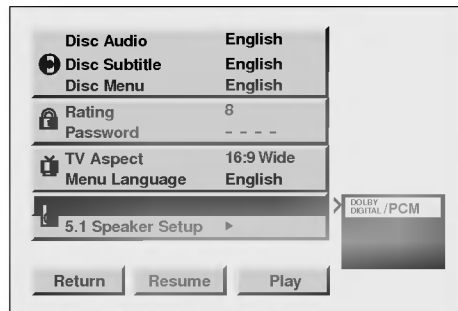 Disc Audio English
Disc Subtitle English
Disc Menu English
Rating 8
Password - - - -
TV Aspect 16:9 Wide
Menu Language English
DOLBY DIGITAL /PCM
5.1 Speaker Setup ►
Return Resume Play